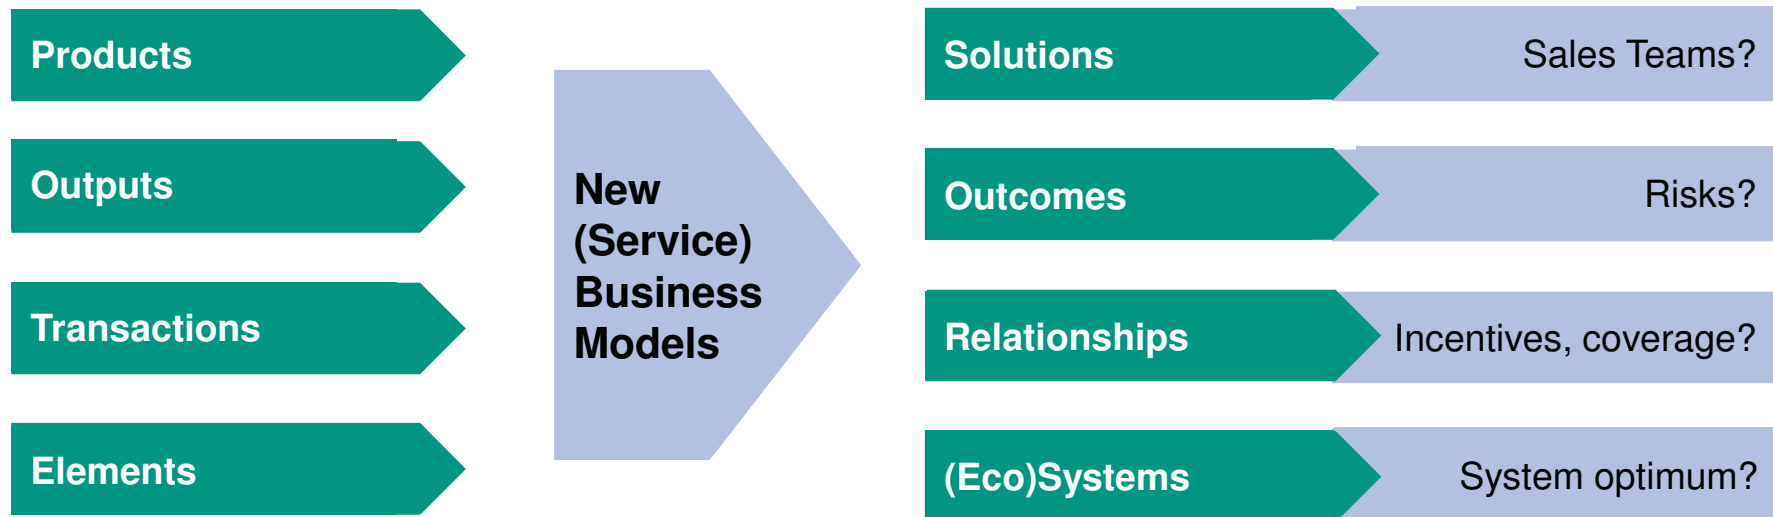 Products
Outputs
Transactions
Elements
New
(Service)
Business
Models
Solutions
Sales Teams?
Outcomes
Risks?
Relationships
Incentives, coverage?
(Eco)Systems
System optimum?